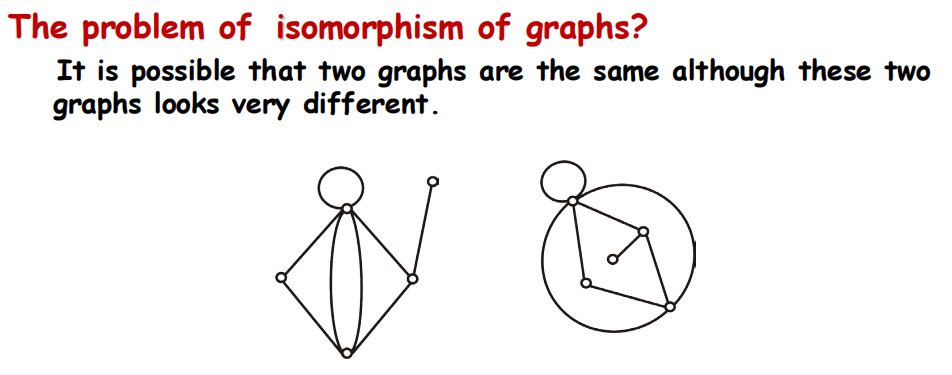 The problem of isomorphism of graphs?
It is possible that two graphs are the same although these two
graphs looks very different.